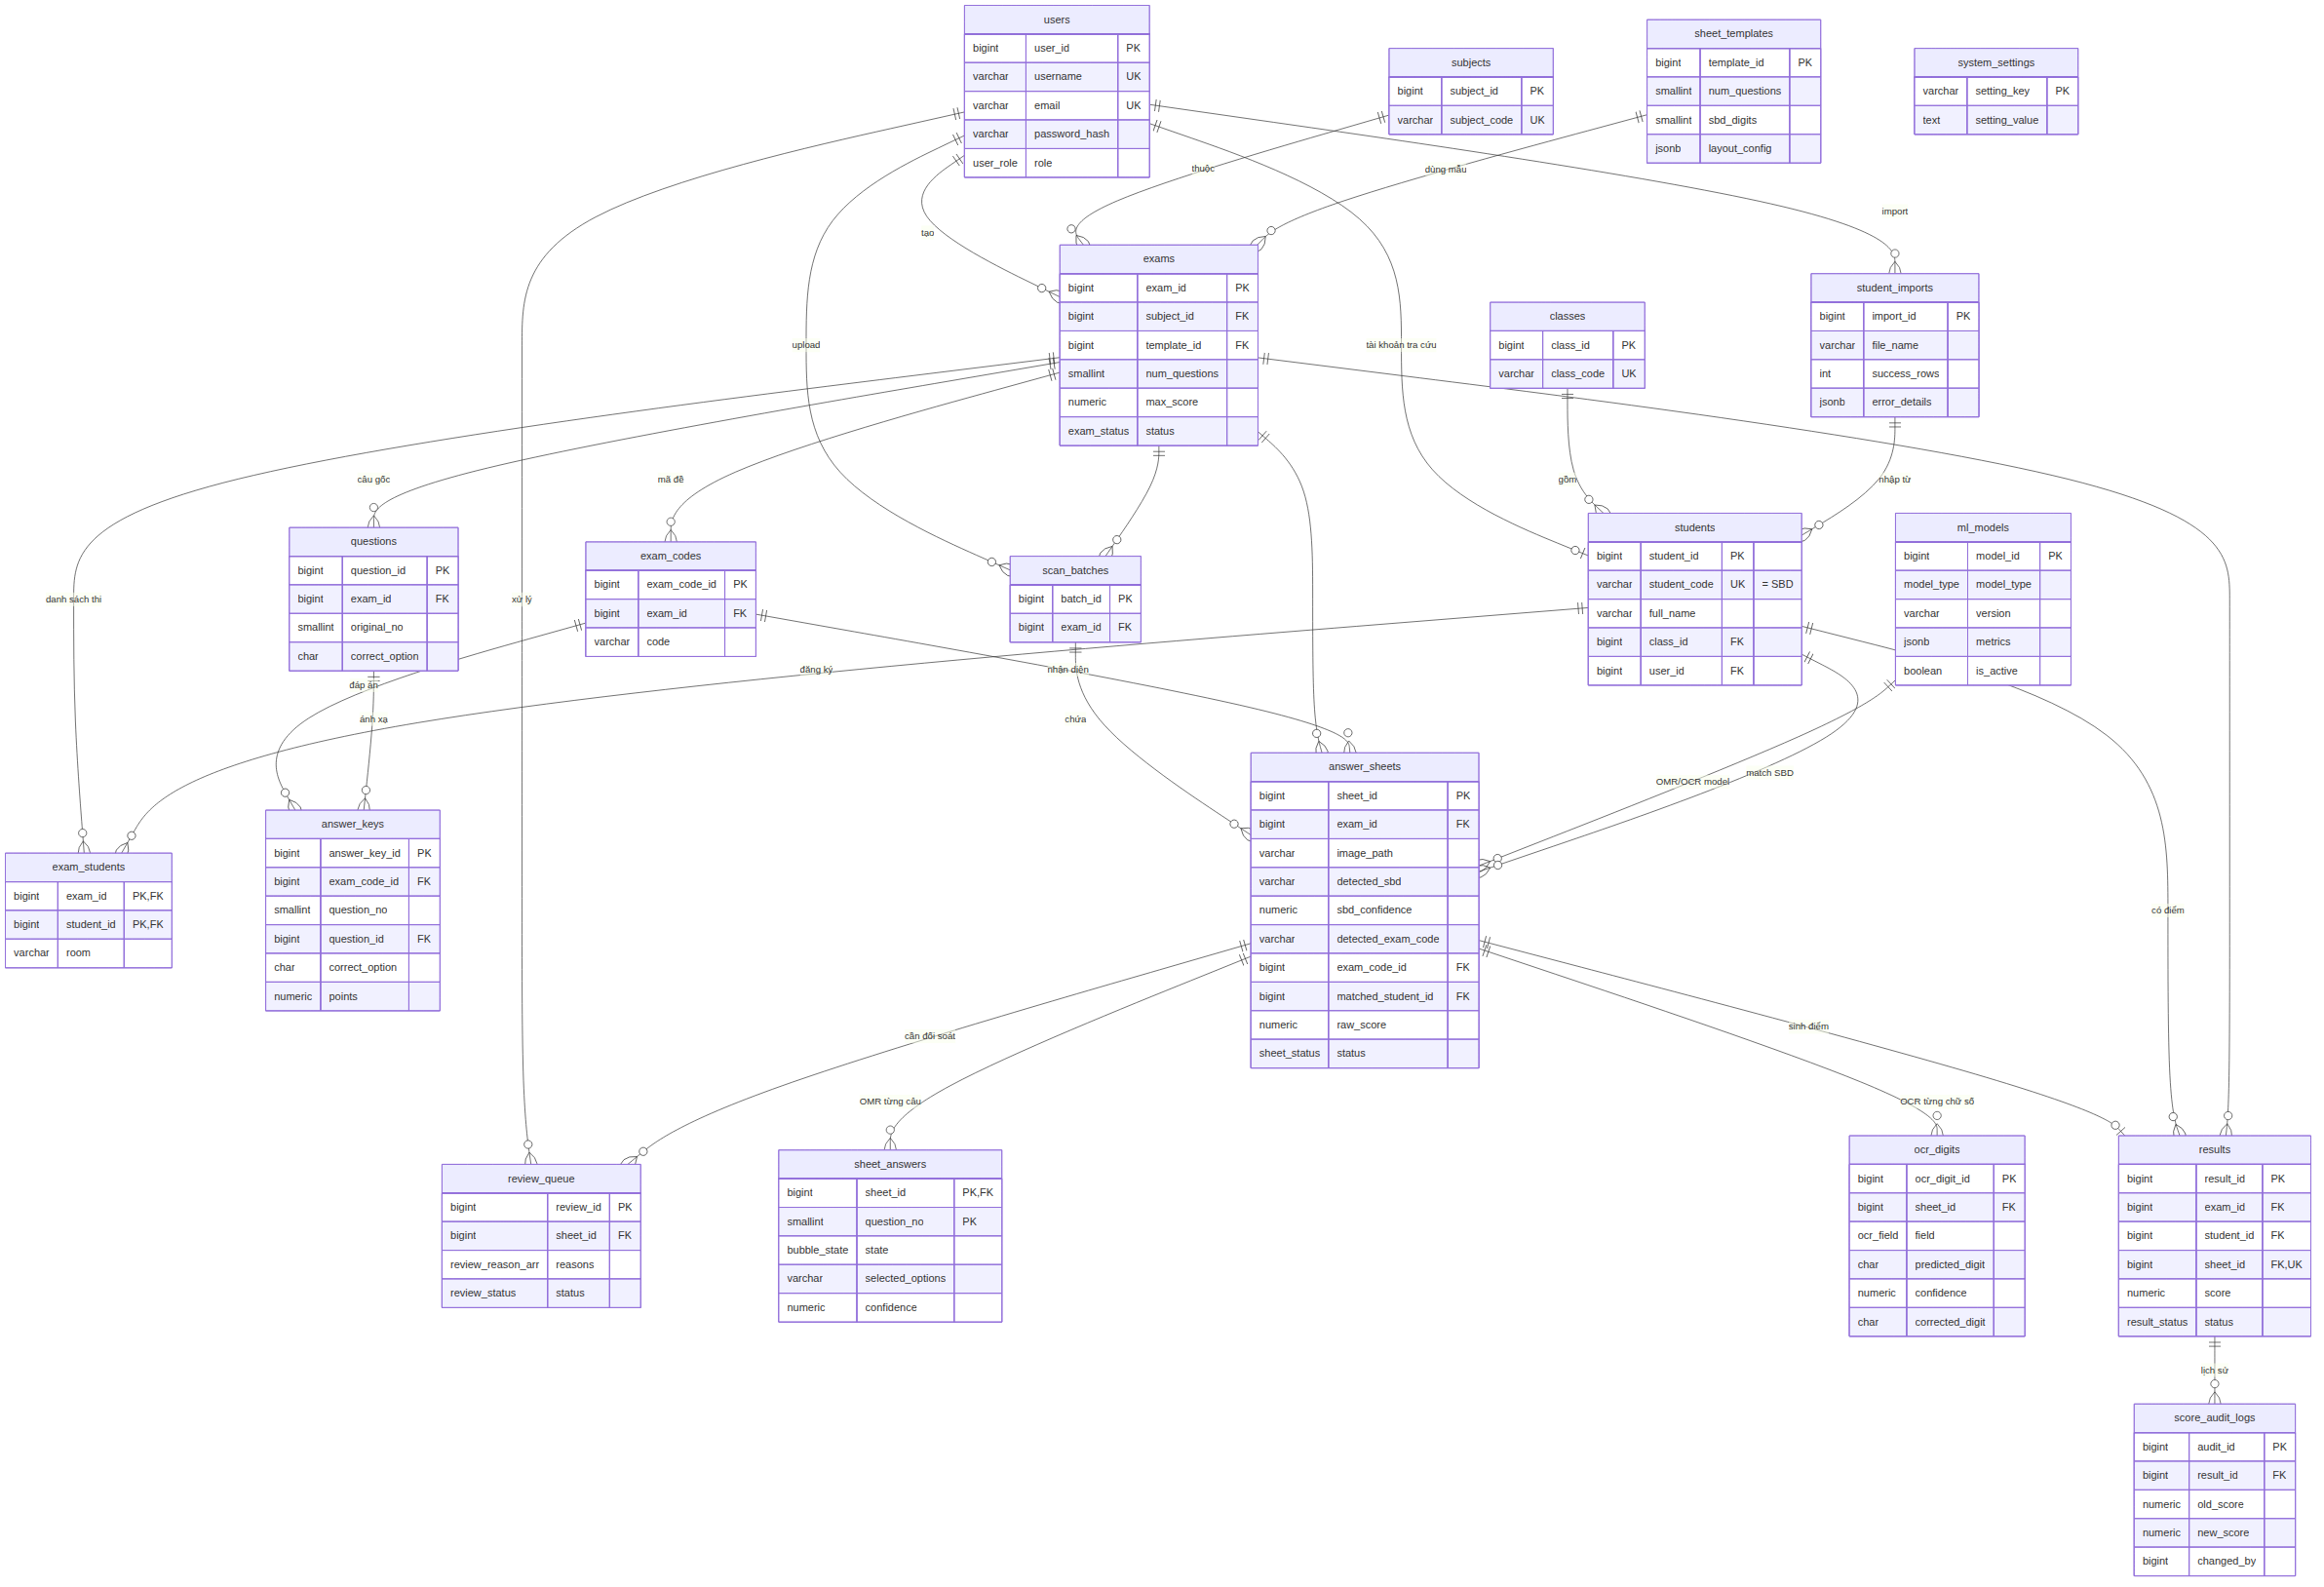 users
bigint user_id PK
varchar username UK
varchar email UK
varchar password_hash
user_role role
subjects
bigint subject_id PK
varchar subject_code UK
sheet_templates
bigint template_id PK
smallint num_questions
smallint sbd_digits
jsonb layout_config
system_settings
varchar setting_key PK
text setting_value
thuộc
dùng mẫu
import
tạo
exams
bigint exam_id PK
bigint subject_id FK
bigint template_id FK
smallint num_questions
numeric max_score
exam_status status
classes
bigint class_id PK
varchar class_code UK
student_imports
bigint import_id PK
varchar file_name
int success_rows
jsonb error_details
upload
tài khoản tra cứu
câu gốc
mã đề
gồm
nhập từ
questions
bigint question_id PK
bigint exam_id FK
smallint original_no
char correct_option
exam_codes
bigint exam_code_id PK
bigint exam_id FK
varchar code
scan_batches
bigint batch_id PK
bigint exam_id FK
students
bigint student_id PK
varchar student_code UK = SBD
varchar full_name
bigint class_id FK
bigint user_id FK
ml_models
bigint model_id PK
model_type model_type
varchar version
jsonb metrics
boolean is_active
danh sách thi
xử lý
đăng ký
nhận diện
đáp án
ánh xạ
chứa
match SBD
OMR/OCR model
exam_students
bigint exam_id PK,FK
bigint student_id PK,FK
varchar room
answer_keys
bigint answer_key_id PK
bigint exam_code_id FK
smallint question_no
bigint question_id FK
char correct_option
numeric points
answer_sheets
bigint sheet_id PK
bigint exam_id FK
varchar image_path
varchar detected_sbd
numeric sbd_confidence
varchar detected_exam_code
bigint exam_code_id FK
bigint matched_student_id FK
numeric raw_score
sheet_status status
có điểm
cần đối soát
sinh điểm
OMR từng câu
OCR từng chữ số
review_queue
bigint review_id PK
bigint sheet_id FK
review_reason_arr reasons
review_status status
sheet_answers
bigint sheet_id PK,FK
smallint question_no PK
bubble_state state
varchar selected_options
numeric confidence
ocr_digits
bigint ocr_digit_id PK
bigint sheet_id FK
ocr_field field
char predicted_digit
numeric confidence
char corrected_digit
results
bigint result_id PK
bigint exam_id FK
bigint student_id FK
bigint sheet_id FK,UK
numeric score
result_status status
lịch sử
score_audit_logs
bigint audit_id PK
bigint result_id FK
numeric old_score
numeric new_score
bigint changed_by